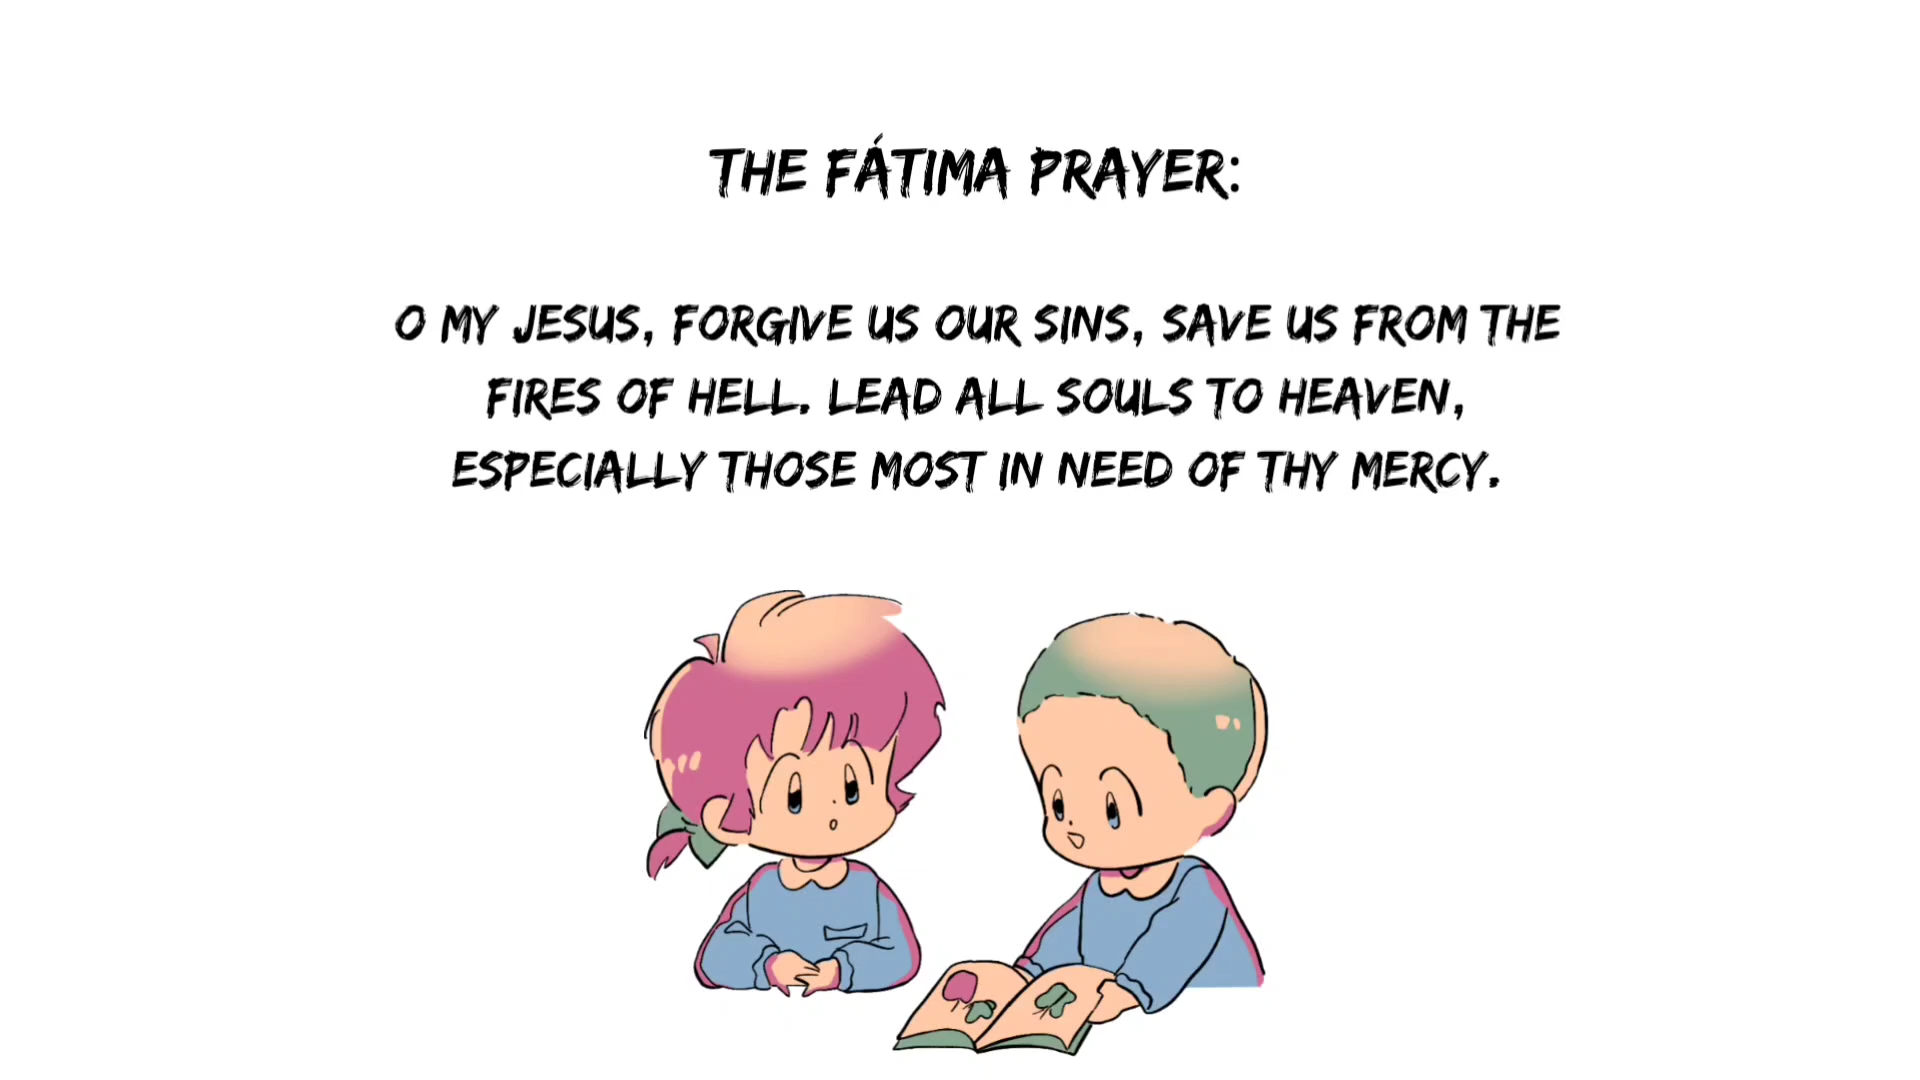 THE FÁTIMA PRAYER:
O MY JESUS, FORGIVE US OUR SINS, SAVE US FROM THE
FIRES OF HELL. LEAD ALL SOULS TO HEAVEN,
ESPECIALLY THOSE MOST IN NEED OF THY MERCY.